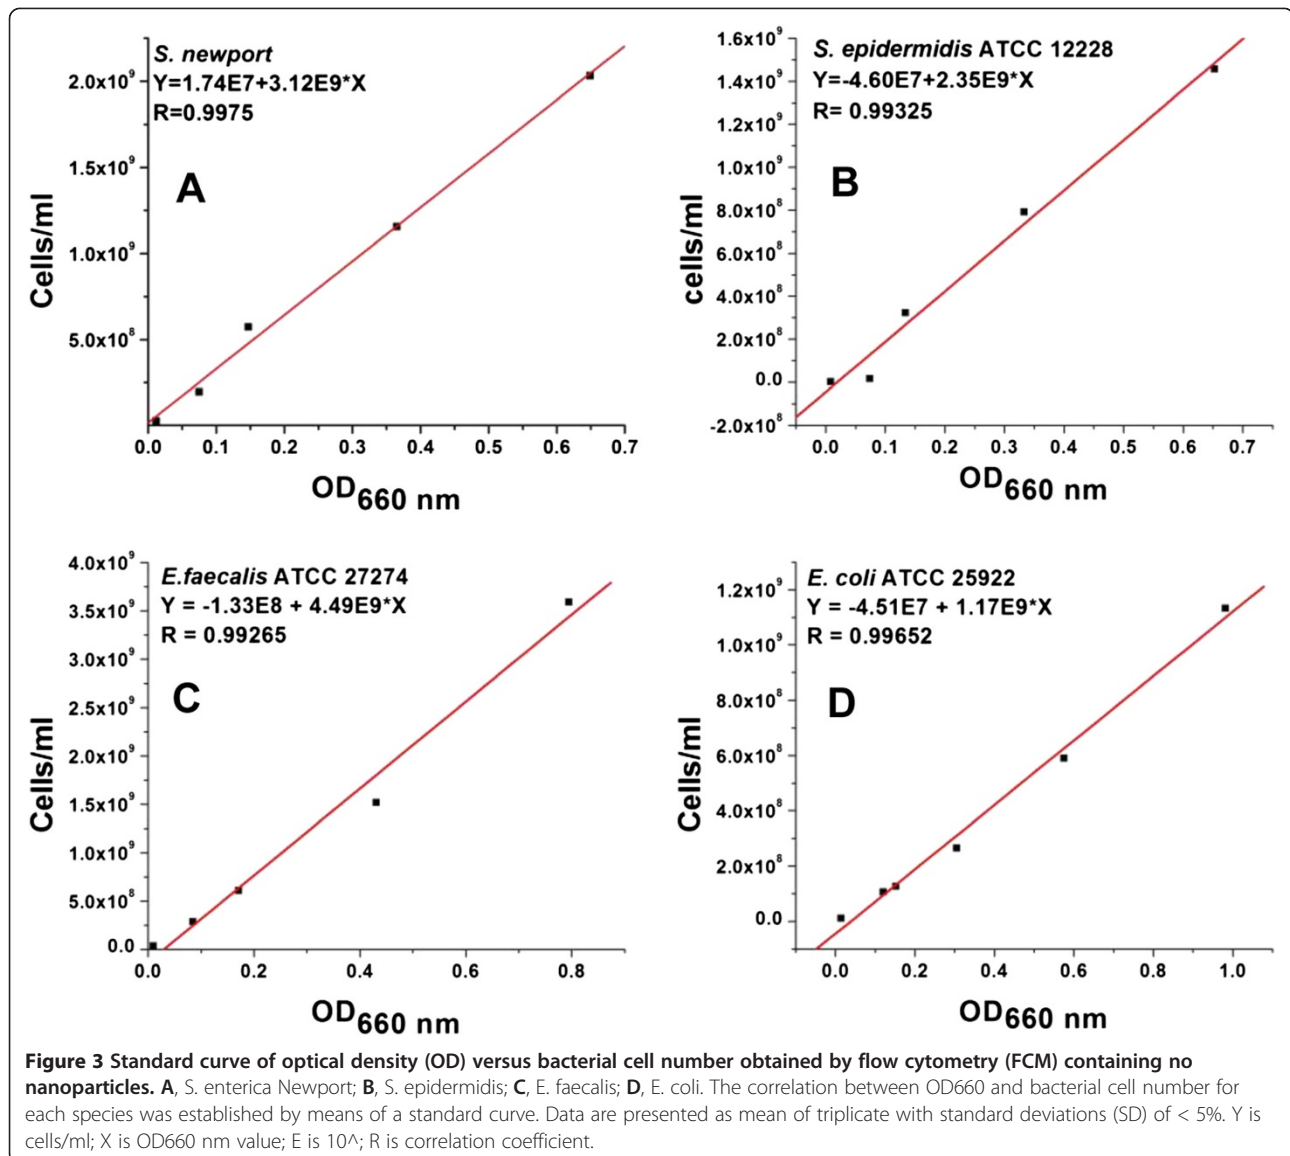 S. newport
Y=1.74E7+3.12E9*X
R=0.9975
A
Cells/ml
2.0x10⁹
1.5x10⁹
1.0x10⁹
5.0x10⁸
0.0 0.1 0.2 0.3 0.4 0.5 0.6 0.7
OD660 nm
S. epidermidis ATCC 12228
Y=-4.60E7+2.35E9*X
R= 0.99325
B
cells/ml
1.6x10⁹
1.4x10⁹
1.2x10⁹
1.0x10⁹
8.0x10⁸
6.0x10⁸
4.0x10⁸
2.0x10⁸
0.0
-2.0x10⁸
0.0 0.1 0.2 0.3 0.4 0.5 0.6 0.7
OD660 nm
E.faecalis ATCC 27274
Y = -1.33E8 + 4.49E9*X
R = 0.99265
C
Cells/ml
4.0x10⁹
3.5x10⁹
3.0x10⁹
2.5x10⁹
2.0x10⁹
1.5x10⁹
1.0x10⁹
5.0x10⁸
0.0
0.0 0.2 0.4 0.6 0.8
OD660 nm
E. coli ATCC 25922
Y = -4.51E7 + 1.17E9*X
R = 0.99652
D
Cells/ml
1.2x10⁹
1.0x10⁹
8.0x10⁸
6.0x10⁸
4.0x10⁸
2.0x10⁸
0.0
0.0 0.2 0.4 0.6 0.8 1.0
OD660 nm
Figure 3 Standard curve of optical density (OD) versus bacterial cell number obtained by flow cytometry (FCM) containing no
nanoparticles. A, S. enterica Newport; B, S. epidermidis; C, E. faecalis; D, E. coli. The correlation between OD660 and bacterial cell number for
each species was established by means of a standard curve. Data are presented as mean of triplicate with standard deviations (SD) of < 5%. Y is
cells/ml; X is OD660 nm value; E is 10^; R is correlation coefficient.